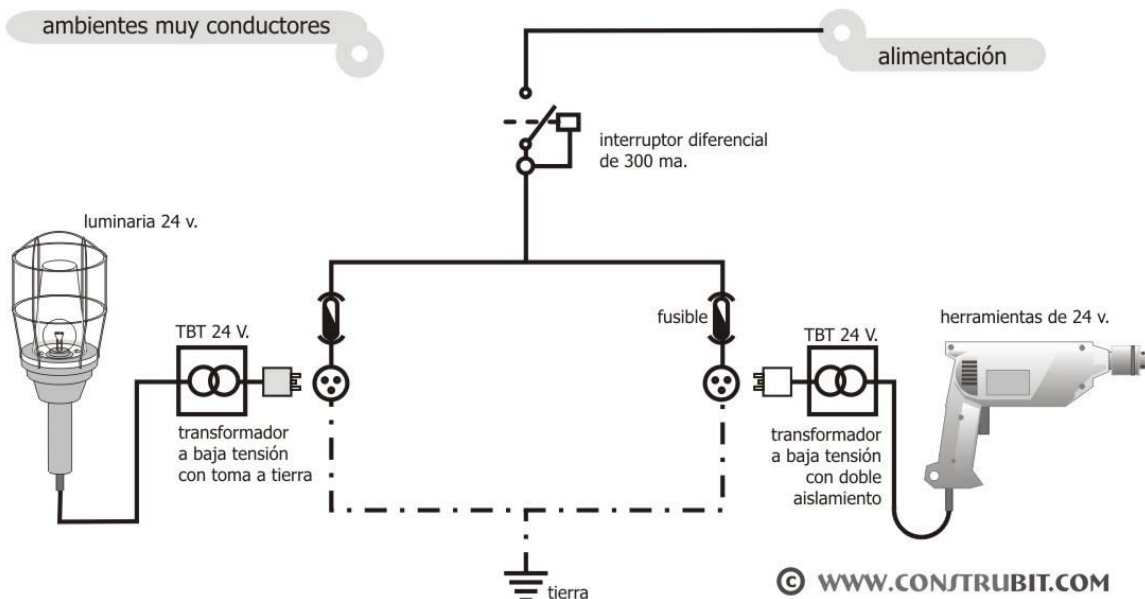 ambientes muy conductores
alimentación
interruptor diferencial
de 300 ma.
luminaria 24 v.
TBT 24 V.
fusible
TBT 24 V.
herramientas de 24 v.
transformador
a baja tensión
con toma a tierra
transformador
a baja tensión
con doble
aislamiento
tierra
© WWW.CONSTRUBIT.COM